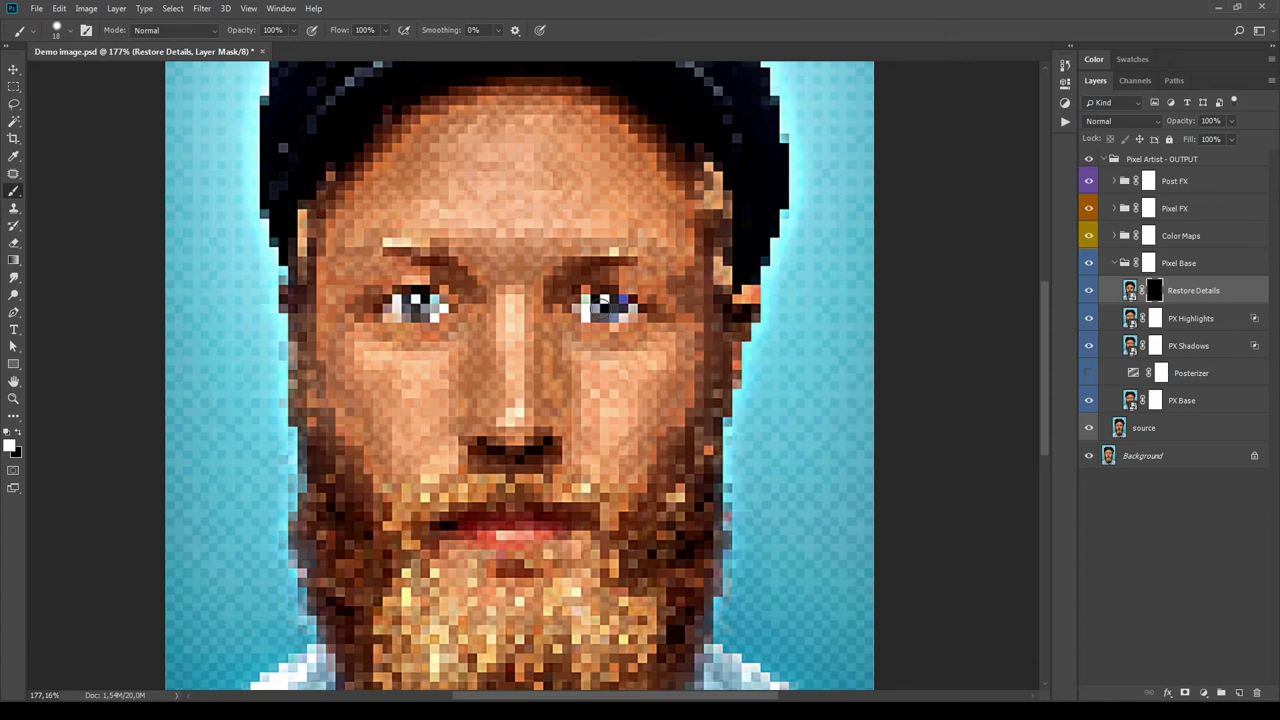 Ps File Edit Image Layer Type Select Filter 3D View Window Help
18 Mode: Normal Opacity: 100% Flow: 100% Smoothing: 0%
Demo image.psd @ 177% (Restore Details, Layer Mask/8) * ×
Color Swatches
Layers Channels Paths
Kind
Normal Opacity: 100%
Lock: Fill: 100%
Pixel Artist - OUTPUT
Post FX
Pixel FX
Color Maps
Pixel Base
Restore Details
PX Highlights
PX Shadows
Posterizer
PX Base
source
Background
177,16% Doc: 1,54M/20,0M